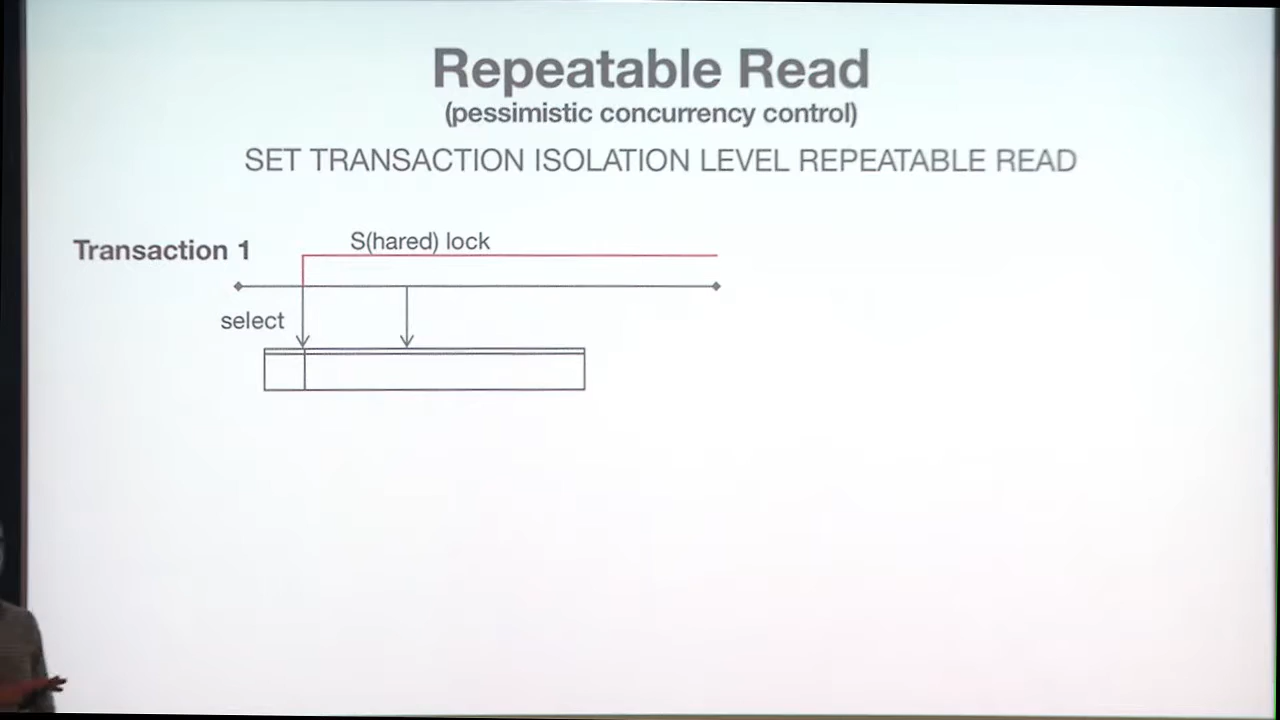 Repeatable Read
(pessimistic concurrency control)
SET TRANSACTION ISOLATION LEVEL REPEATABLE READ
S(hared) lock
Transaction 1
select